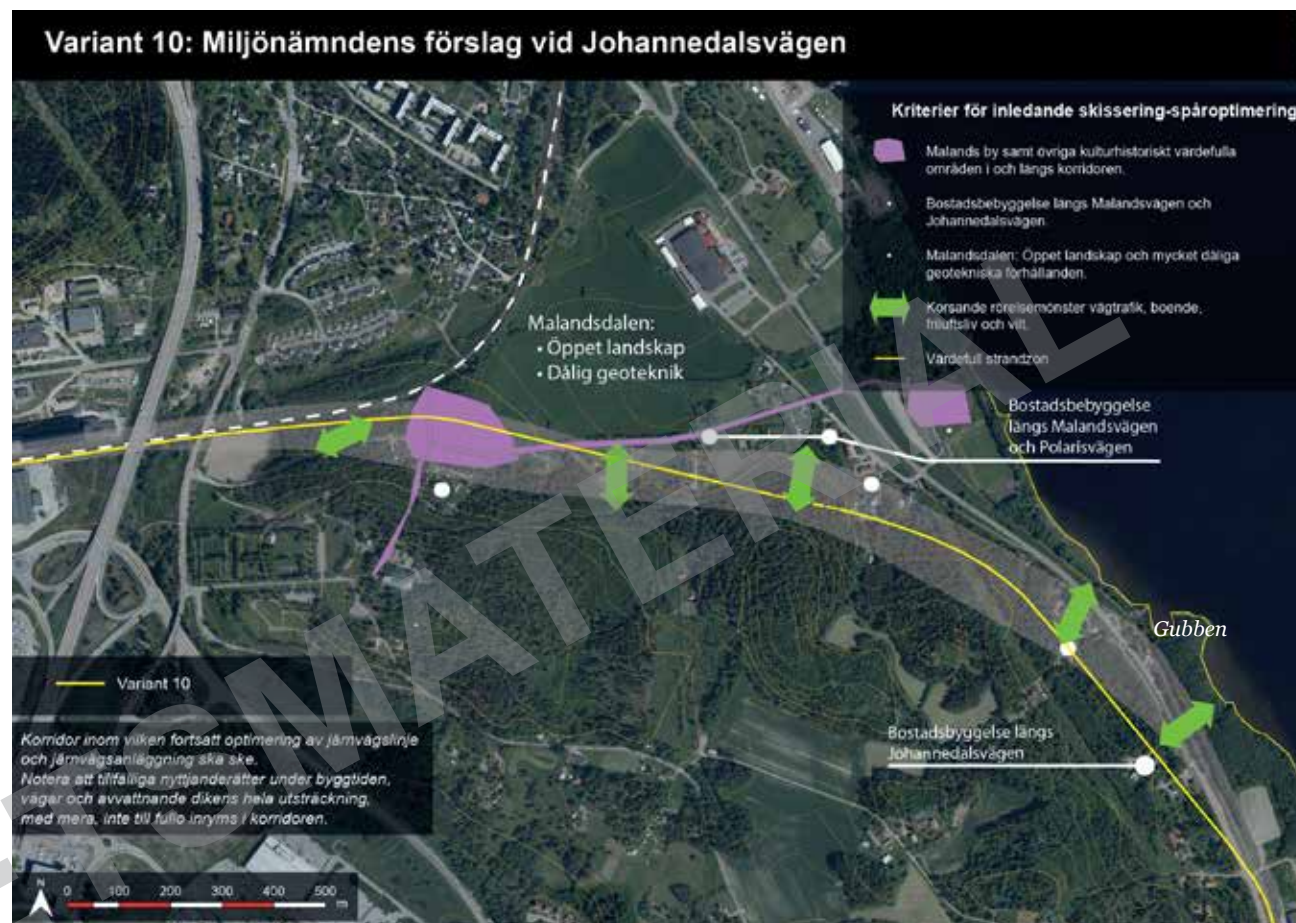 Variant 10: Miljönämndens förslag vid Johannedalsvägen
Kriterier för inledande skissering-spåroptimering
Malands by samt övriga kulturhistoriskt värdefulla
områden i och längs korridoren.
Bostadsbebyggelse längs Malandsvägen och
Johannedalsvägen
Malandsdalen: Öppet landskap och mycket dåliga
geotekniska förhållanden.
Korsande rörelsemönster vägtrafik, boende,
friluftsliv och vilt.
Värdefull strandzon
Malandsdalen:
• Öppet landskap
• Dålig geoteknik
Bostadsbebyggelse
längs Malandsvägen
och Polarisvägen
Gubben
Bostadsbyggelse längs
Johannedalsvägen
Variant 10
Korridor inom vilken fortsatt optimering av järnvägslinje
och järnvägsanläggning ska ske.
Notera att tillfälliga nyttjanderätter under byggtiden,
vägar och avvattnande dikens hela utsträckning,
med mera, inte till fullo inryms i korridoren.
N 0 100 200 300 400 500
m
TSMATERIAL